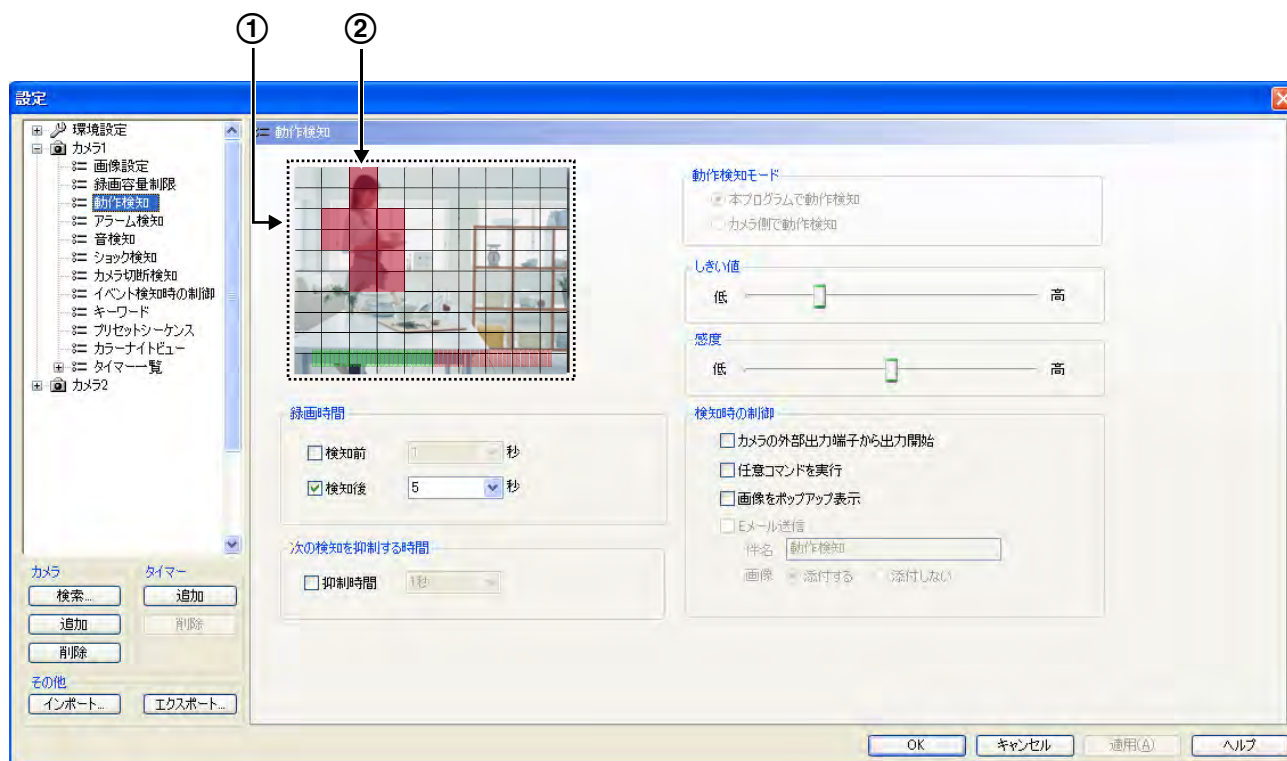 ① ②
設定
環境設定
カメラ1
画像設定
録画容量制限
動作検知
アラーム検知
音検知
ショック検知
カメラ切断検知
イベント検知時の制御
キーワード
プリセットシーケンス
カラーナイトビュー
タイマー一覧
カメラ2
カメラ
検索...
追加
削除
タイマー
追加
削除
その他
インポート...
エクスポート...
動作検知
録画時間
検知前 1 秒
検知後 5 秒
次の検知を抑制する時間
抑制時間 1秒
動作検知モード
本プログラムで動作検知
カメラ側で動作検知
しきい値
低 高
感度
低 高
検知時の制御
カメラの外部出力端子から出力開始
任意コマンドを実行
画像をポップアップ表示
Eメール送信
件名 動作検知
画像 添付する 添付しない
OK キャンセル 適用(A) ヘルプ